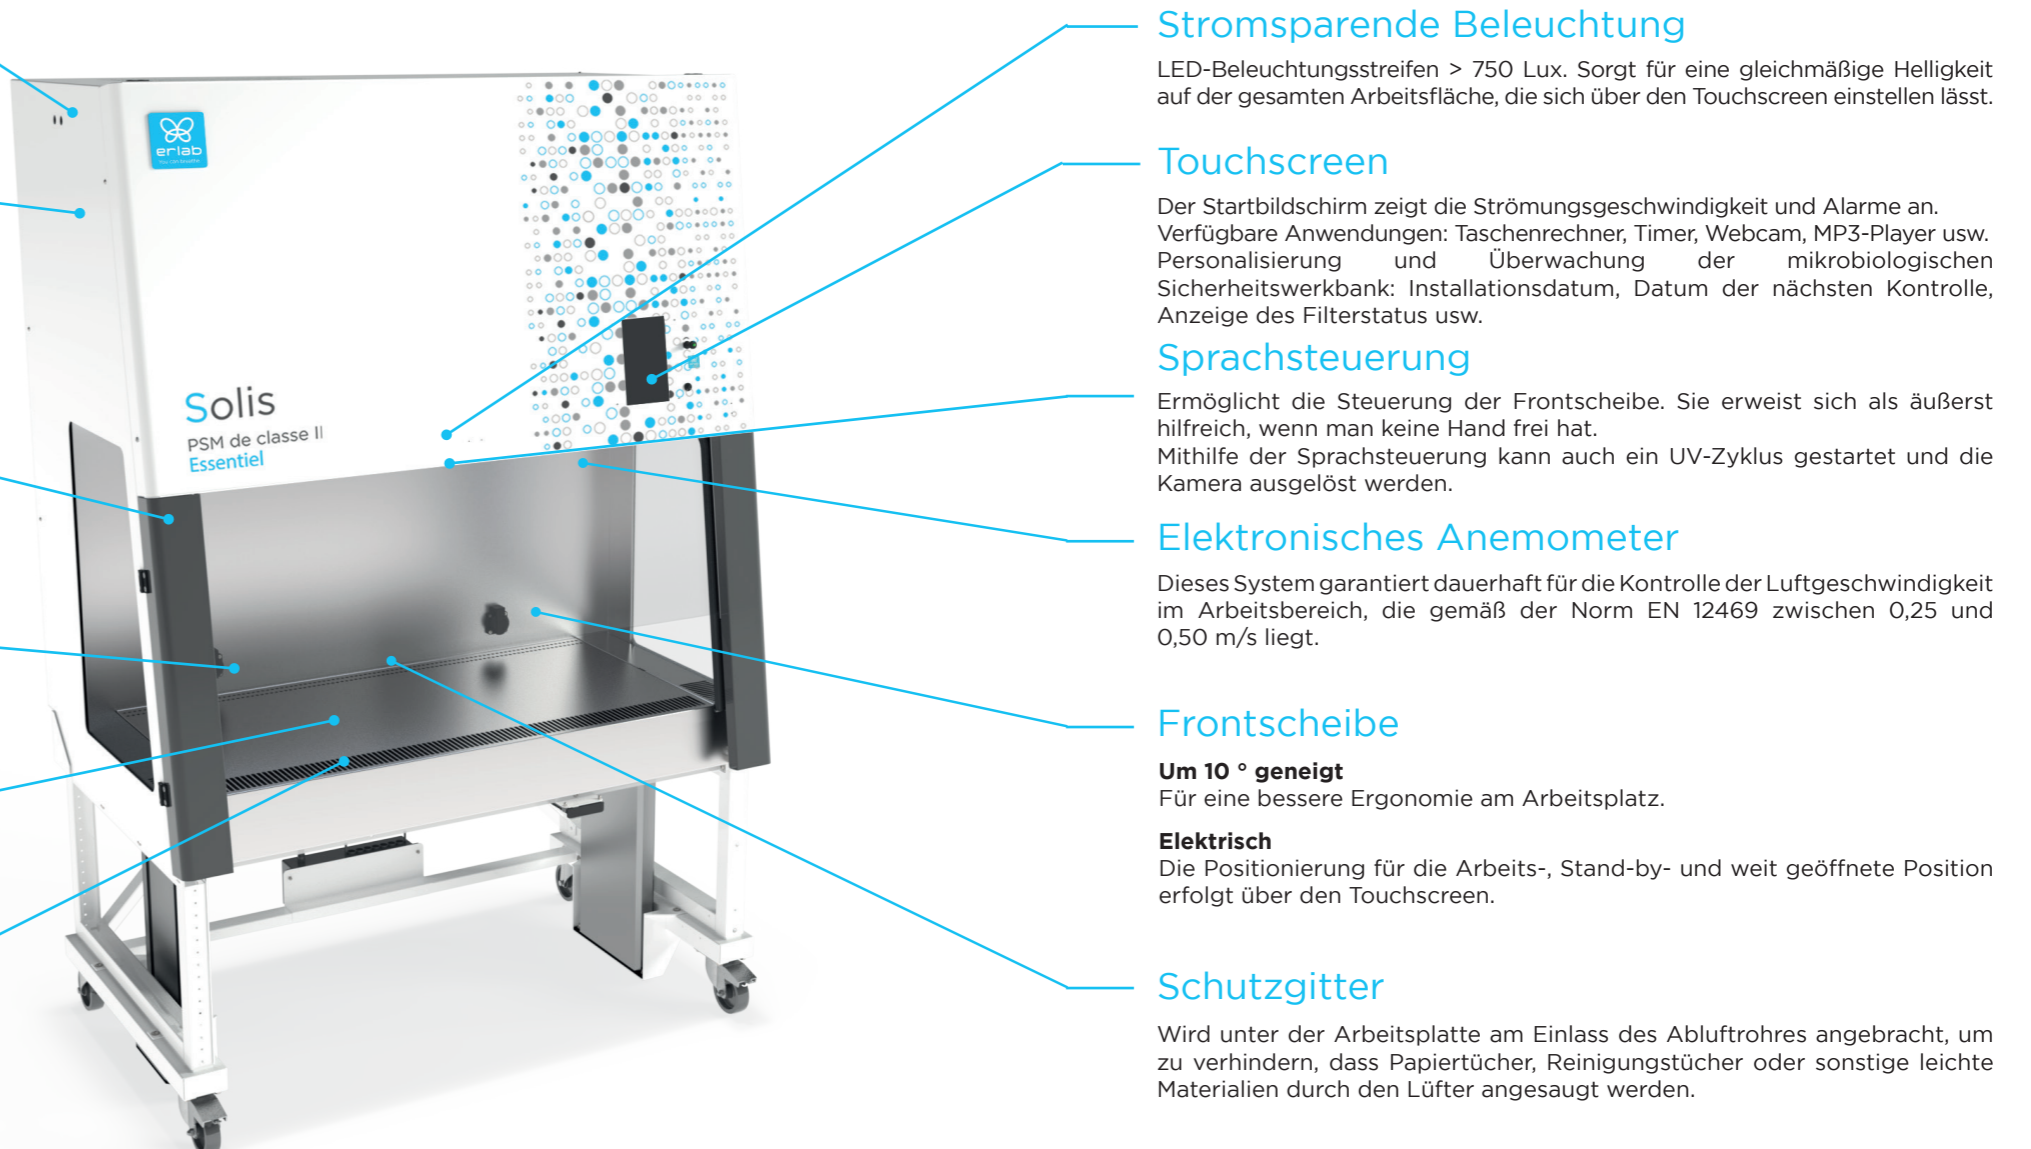 erlab
Solis
PSM de classe II
Essentiel
Stromsparende Beleuchtung
LED-Beleuchtungsstreifen > 750 Lux. Sorgt für eine gleichmäßige Helligkeit
auf der gesamten Arbeitsfläche, die sich über den Touchscreen einstellen lässt.
Touchscreen
Der Startbildschirm zeigt die Strömungsgeschwindigkeit und Alarme an.
Verfügbare Anwendungen: Taschenrechner, Timer, Webcam, MP3-Player usw.
Personalisierung und Überwachung der mikrobiologischen
Sicherheitswerkbank: Installationsdatum, Datum der nächsten Kontrolle,
Anzeige des Filterstatus usw.
Sprachsteuerung
Ermöglicht die Steuerung der Frontscheibe. Sie erweist sich als äußerst
hilfreich, wenn man keine Hand frei hat.
Mithilfe der Sprachsteuerung kann auch ein UV-Zyklus gestartet und die
Kamera ausgelöst werden.
Elektronisches Anemometer
Dieses System garantiert dauerhaft für die Kontrolle der Luftgeschwindigkeit
im Arbeitsbereich, die gemäß der Norm EN 12469 zwischen 0,25 und
0,50 m/s liegt.
Frontscheibe
Um 10 ° geneigt
Für eine bessere Ergonomie am Arbeitsplatz.
Elektrisch
Die Positionierung für die Arbeits-, Stand-by- und weit geöffnete Position
erfolgt über den Touchscreen.
Schutzgitter
Wird unter der Arbeitsplatte am Einlass des Abluftrohres angebracht, um
zu verhindern, dass Papiertücher, Reinigungstücher oder sonstige leichte
Materialien durch den Lüfter angesaugt werden.